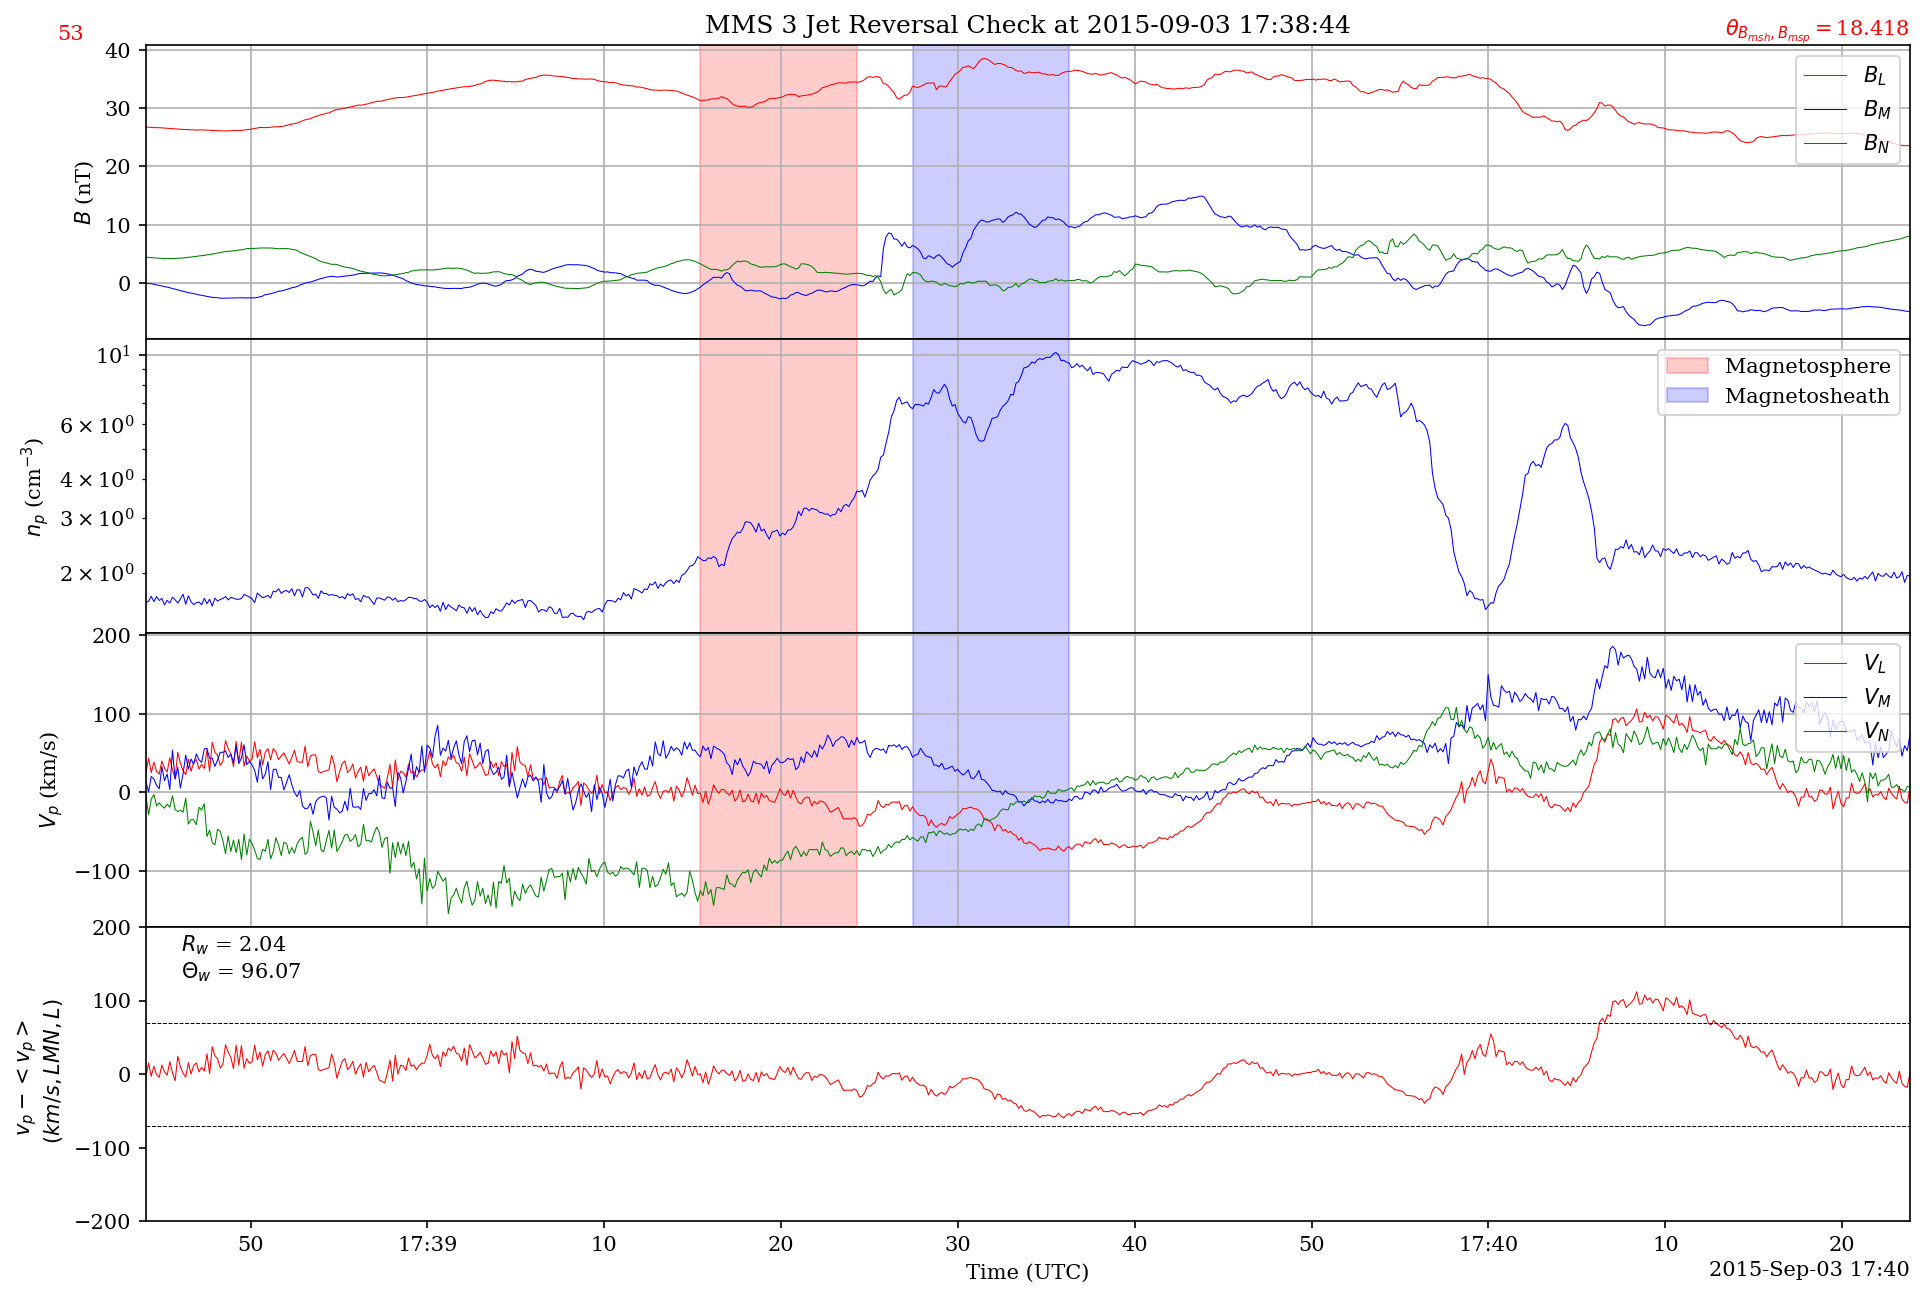 MMS 3 Jet Reversal Check at 2015-09-03 17:38:44
53
θ_{B_{msh}, B_{msp}} = 18.418
40
30
20
10
0
B (nT)
B_L
B_M
B_N
10^1
6 × 10^0
4 × 10^0
3 × 10^0
2 × 10^0
n_p (cm^{-3})
Magnetosphere
Magnetosheath
200
100
0
−100
V_p (km/s)
V_L
V_M
V_N
200
100
0
−100
−200
v_p − <v_p>
(km/s, LMN, L)
R_w = 2.04
Θ_w = 96.07
50
17:39
10
20
30
40
50
17:40
10
20
Time (UTC)
2015-Sep-03 17:40